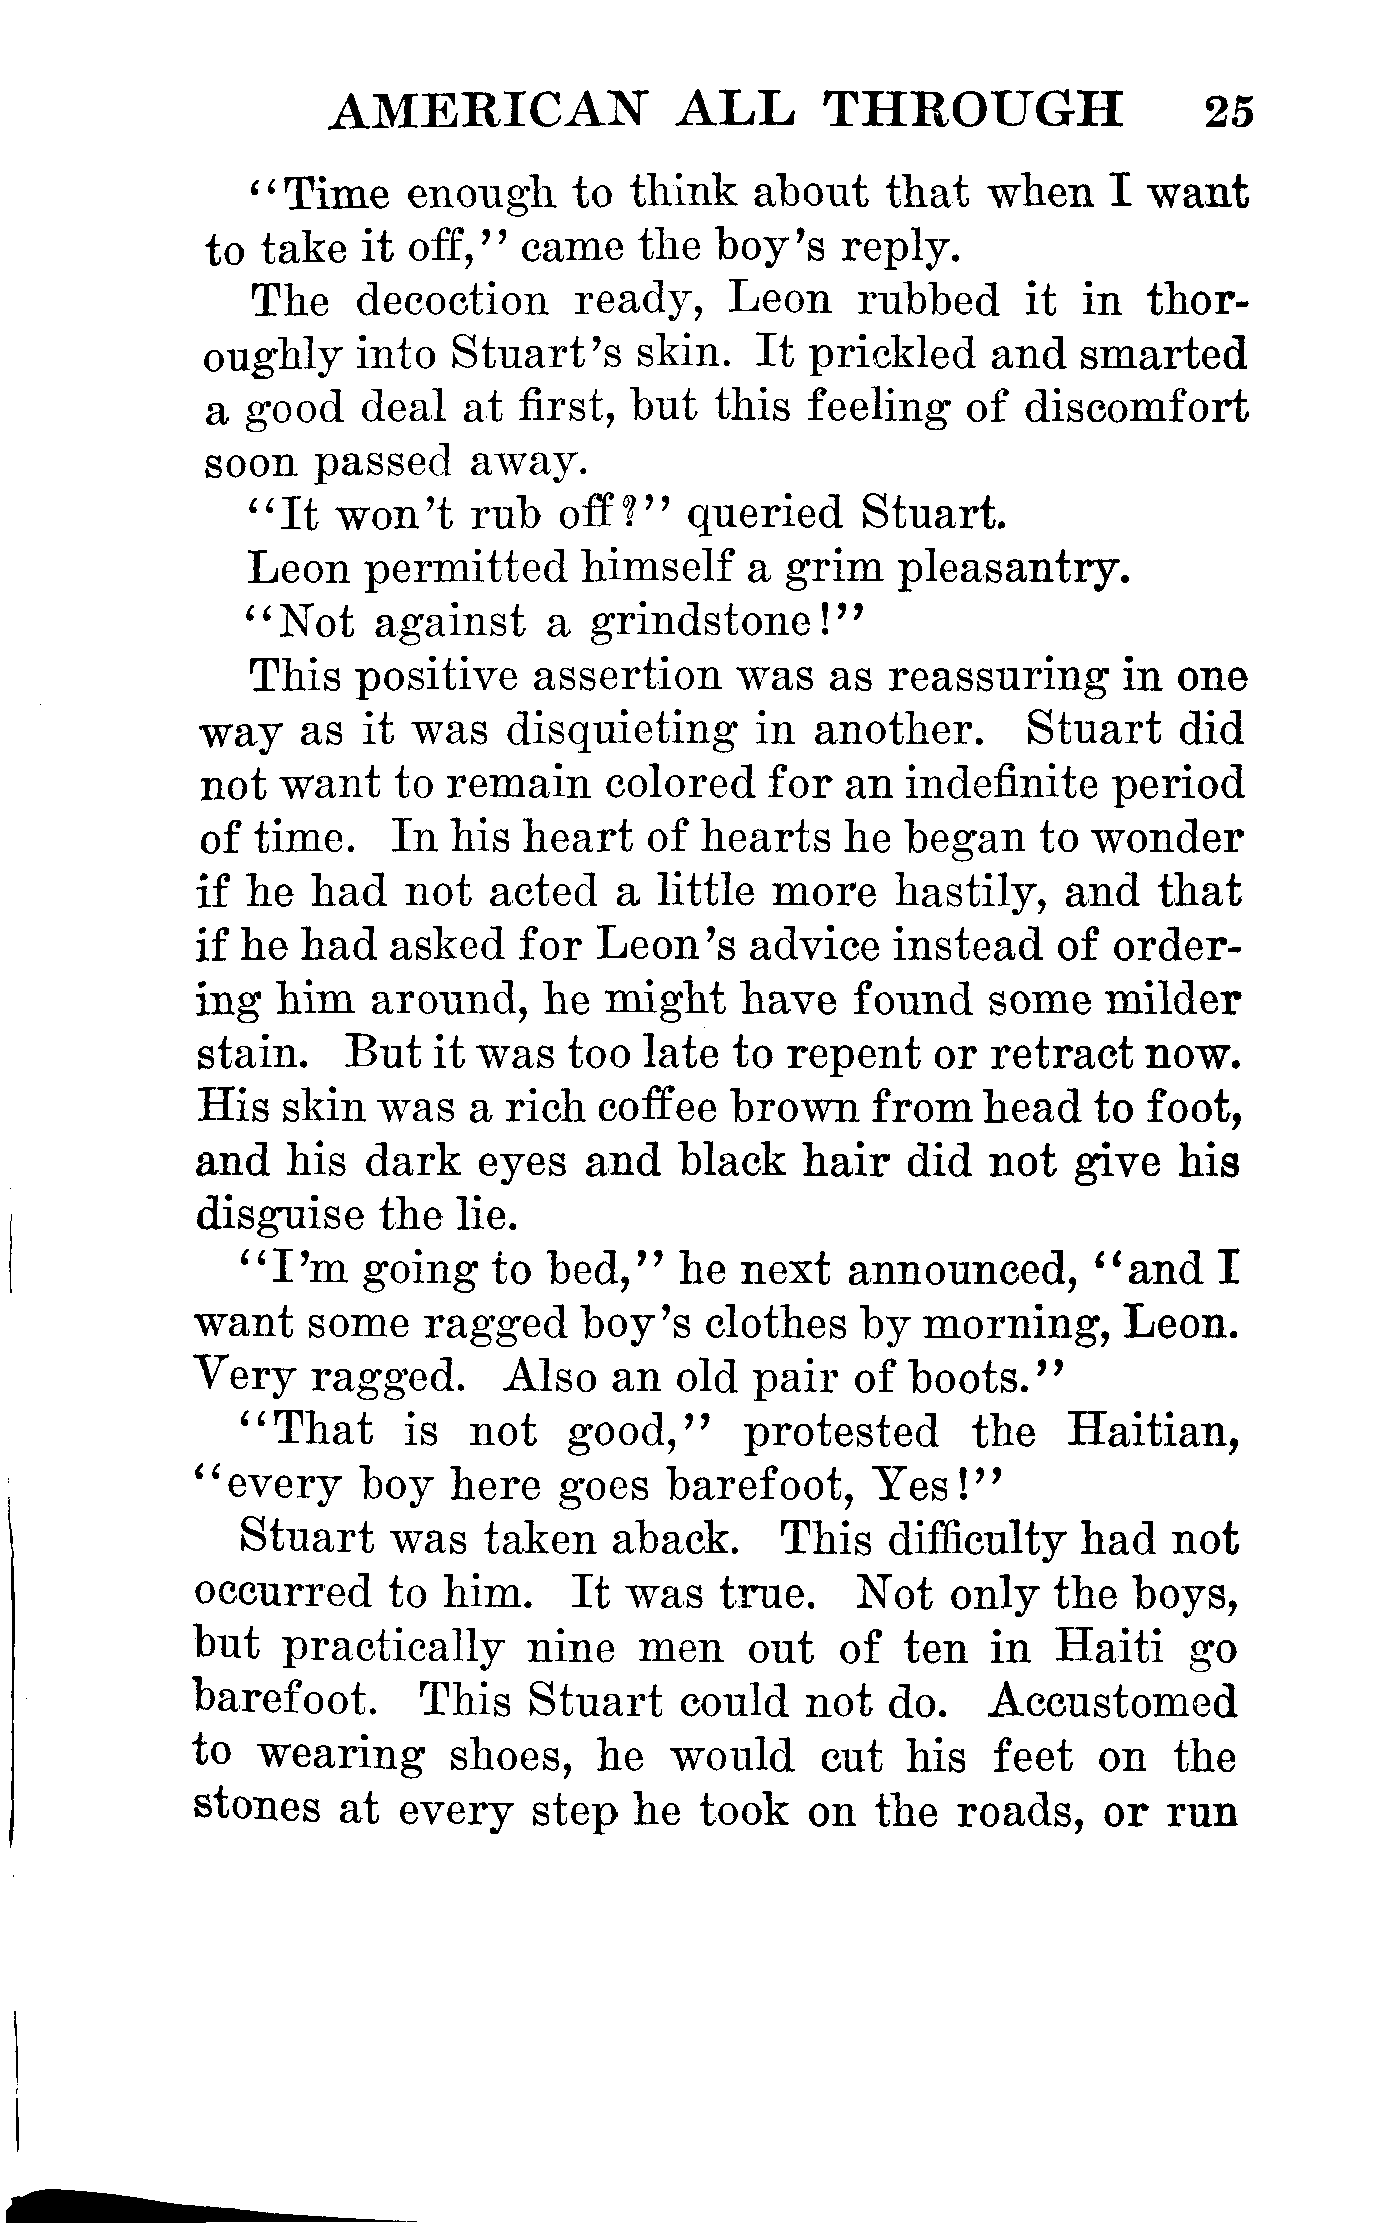 AMERICAN ALL THROUGH 25
"Time enough to think about that when I want
to take it off," came the boy's reply.
The decoction ready, Leon rubbed it in thor-
oughly into Stuart's skin. It prickled and smarted
a good deal at first, but this feeling of discomfort
soon passed away.
"It won't rub off?" queried Stuart.
Leon permitted himself a grim pleasantry.
"Not against a grindstone!"
This positive assertion was as reassuring in one
way as it was disquieting in another. Stuart did
not want to remain colored for an indefinite period
of time. In his heart of hearts he began to wonder
if he had not acted a little more hastily, and that
if he had asked for Leon's advice instead of order-
ing him around, he might have found some milder
stain. But it was too late to repent or retract now.
His skin was a rich coffee brown from head to foot,
and his dark eyes and black hair did not give his
disguise the lie.
"I'm going to bed," he next announced, "and I
want some ragged boy's clothes by morning, Leon.
Very ragged. Also an old pair of boots."
"That is not good," protested the Haitian,
"every boy here goes barefoot, Yes!"
Stuart was taken aback. This difficulty had not
occurred to him. It was true. Not only the boys,
but practically nine men out of ten in Haiti go
barefoot. This Stuart could not do. Accustomed
to wearing shoes, he would cut his feet on the
stones at every step he took on the roads, or run